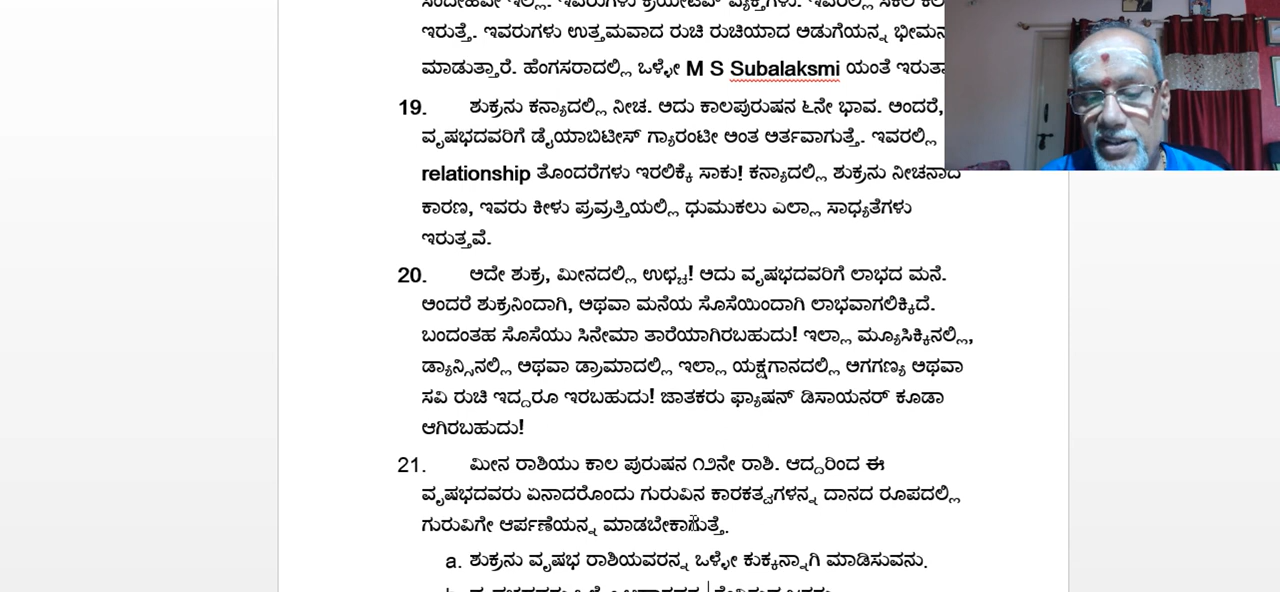 ಇರುತ್ತೆ. ಇವರುಗಳು ಉತ್ತಮವಾದ ರುಚಿ ರುಚಿಯಾದ ಅಡುಗೆಯನ್ನ
ಮಾಡುತ್ತಾರೆ. ಹೆಂಗಸರಾದಲ್ಲಿ ಒಳ್ಳೇ M S Subalaksmi ಯಂತೆ
19. ಶುಕ್ರನು ಕನ್ಯಾದಲ್ಲಿ ನೀಚ. ಅದು ಕಾಲಪುರುಷನ ೬ನೇ ಭಾವ. ಅಂದರೆ,
ವೃಷಭದವರಿಗೆ ಡೈಯಾಬಿಟೀಸ್ ಗ್ಯಾರಂಟೀ ಅಂತ ಅರ್ತವಾಗುತ್ತೆ. ಇವರಲ್ಲಿ
relationship ತೊಂದರೆಗಳು ಇರಲಿಕ್ಕೆ ಸಾಕು! ಕನ್ಯಾದಲ್ಲಿ ಶುಕ್ರನು ನೀಚನಾದ
ಕಾರಣ, ಇವರು ಕೀಳು ಪ್ರವ್ರತ್ತಿಯಲ್ಲಿ ಧುಮುಕಲು ಎಲ್ಲಾ ಸಾಧ್ಯತೆಗಳು
ಇರುತ್ತವೆ.
20. ಅದೇ ಶುಕ್ರ, ಮೀನದಲ್ಲಿ ಉಛ್ಚ! ಅದು ವೃಷಭದವರಿಗೆ ಲಾಭದ ಮನೆ.
ಅಂದರೆ ಶುಕ್ರನಿಂದಾಗಿ, ಅಥವಾ ಮನೆಯ ಸೊಸೆಯಿಂದಾಗಿ ಲಾಭವಾಗಲಿಕ್ಕಿದೆ.
ಬಂದಂತಹ ಸೊಸೆಯು ಸಿನೇಮಾ ತಾರೆಯಾಗಿರಬಹುದು! ಇಲ್ಲಾ ಮ್ಯೂಸಿಕ್ಕಿನಲ್ಲಿ,
ಡ್ಯಾನ್ಸಿನಲ್ಲಿ ಅಥವಾ ಡ್ರಾಮಾದಲ್ಲಿ ಇಲ್ಲಾ ಯಕ್ಷಗಾನದಲ್ಲಿ ಅಗಗಣ್ಯ ಅಥವಾ
ಸವಿ ರುಚಿ ಇದ್ದರೂ ಇರಬಹುದು! ಜಾತಕರು ಫ್ಯಾಷನ್ ಡಿಸಾಯನರ್ ಕೂಡಾ
ಆಗಿರಬಹುದು!
21. ಮೀನ ರಾಶಿಯು ಕಾಲ ಪುರುಷನ ೧೨ನೇ ರಾಶಿ. ಆದ್ದರಿಂದ ಈ
ವೃಷಭದವರು ಏನಾದರೊಂದು ಗುರುವಿನ ಕಾರಕತ್ವಗಳನ್ನ ದಾನದ ರೂಪದಲ್ಲಿ
ಗುರುವಿಗೇ ಆರ್ಪಣೆಯನ್ನ ಮಾಡಬೇಕಾಗುತ್ತೆ.
a. ಶುಕ್ರನು ವೃಷಭ ರಾಶಿಯವರನ್ನ ಒಳ್ಳೇ ಕುಕ್ಕನ್ನಾಗಿ ಮಾಡಿಸುವನು.